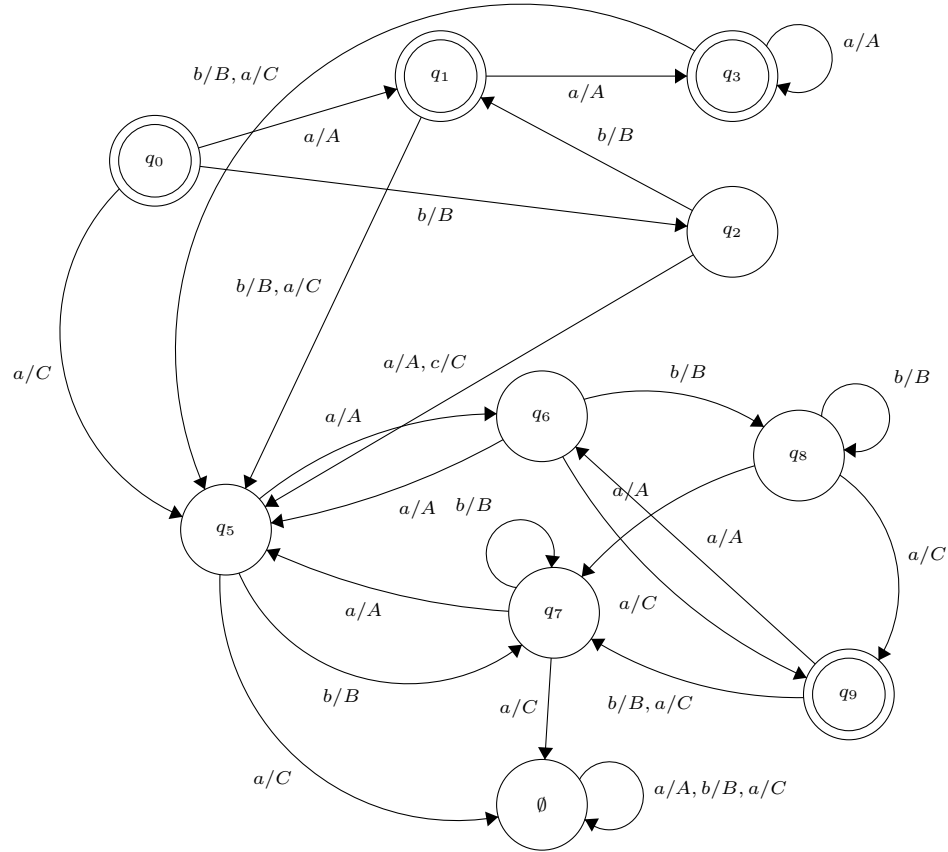 a/A
b/B, a/C
q₁
q₃
a/A
a/A
b/B
q₀
b/B
q₂
b/B, a/C
a/C
a/A, c/C
b/B
b/B
a/A
q₆
q₈
a/A
b/B
a/A
q₅
a/A
a/C
a/A
q₇
a/C
b/B
a/C
b/B, a/C
q₉
a/C
∅
a/A, b/B, a/C